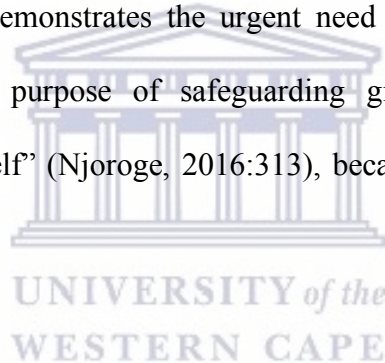 emonstrates the urgent need
purpose of safeguarding g
elf” (Njoroge, 2016:313), beca
UNIVERSITY of the
WESTERN CAPE